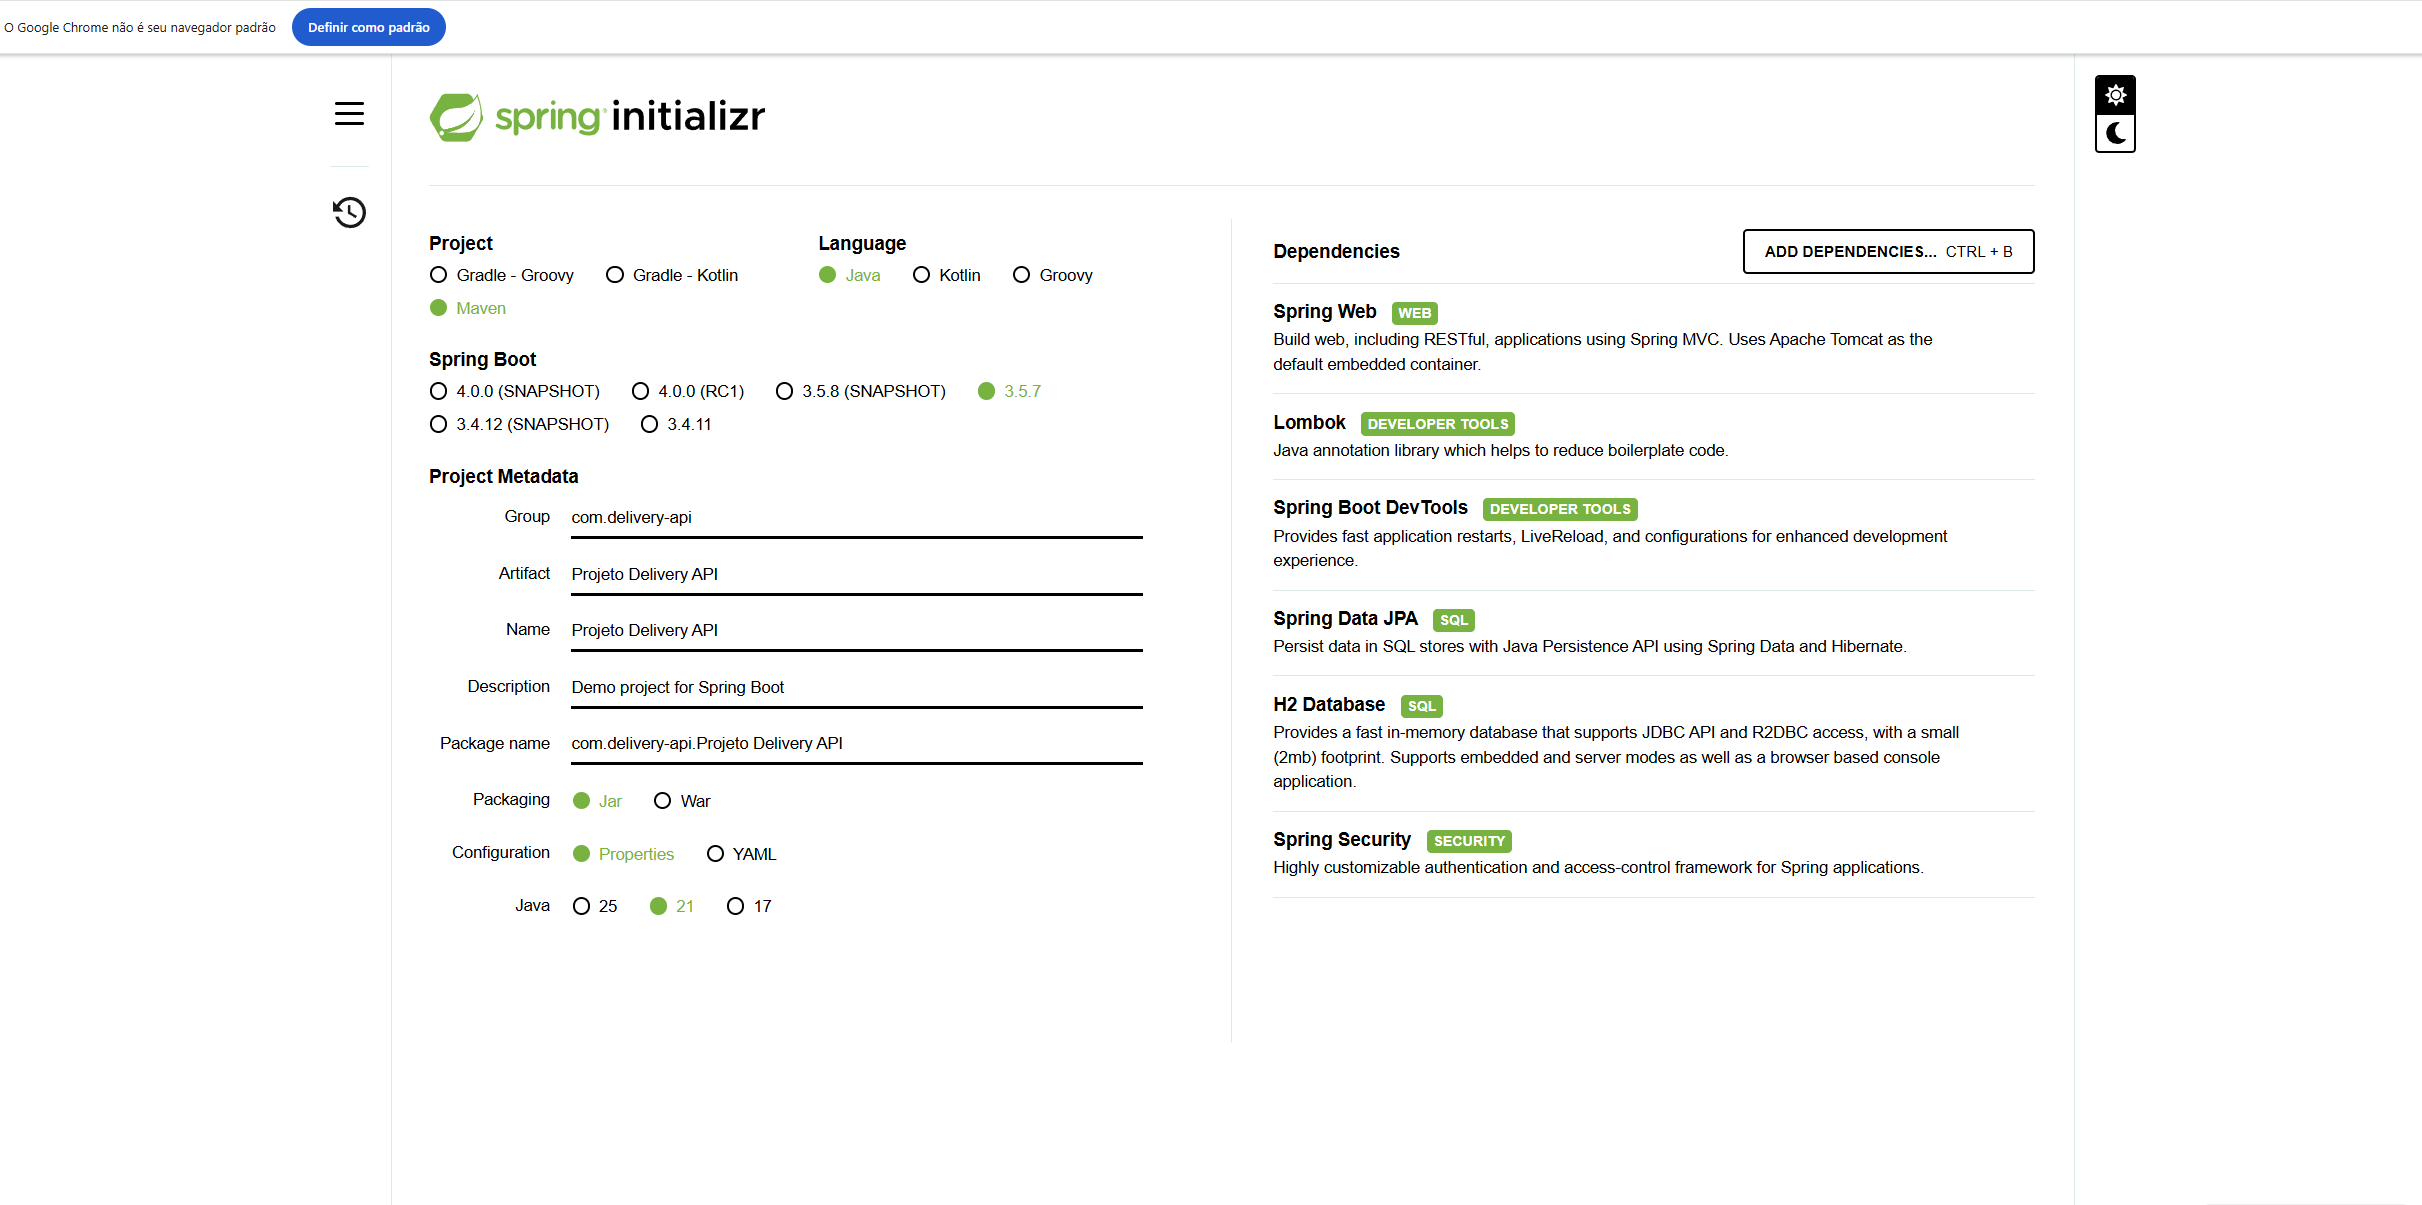 O Google Chrome não é seu navegador padrão
Definir como padrão
spring initializr
Project
Gradle - Groovy
Gradle - Kotlin
Maven
Language
Java
Kotlin
Groovy
Spring Boot
4.0.0 (SNAPSHOT)
4.0.0 (RC1)
3.5.8 (SNAPSHOT)
3.5.7
3.4.12 (SNAPSHOT)
3.4.11
Project Metadata
Group com.delivery-api
Artifact Projeto Delivery API
Name Projeto Delivery API
Description Demo project for Spring Boot
Package name com.delivery-api.Projeto Delivery API
Packaging Jar War
Configuration Properties YAML
Java 25 21 17
Dependencies
ADD DEPENDENCIES... CTRL + B
Spring Web WEB
Build web, including RESTful, applications using Spring MVC. Uses Apache Tomcat as the
default embedded container.
Lombok DEVELOPER TOOLS
Java annotation library which helps to reduce boilerplate code.
Spring Boot DevTools DEVELOPER TOOLS
Provides fast application restarts, LiveReload, and configurations for enhanced development
experience.
Spring Data JPA SQL
Persist data in SQL stores with Java Persistence API using Spring Data and Hibernate.
H2 Database SQL
Provides a fast in-memory database that supports JDBC API and R2DBC access, with a small
(2mb) footprint. Supports embedded and server modes as well as a browser based console
application.
Spring Security SECURITY
Highly customizable authentication and access-control framework for Spring applications.